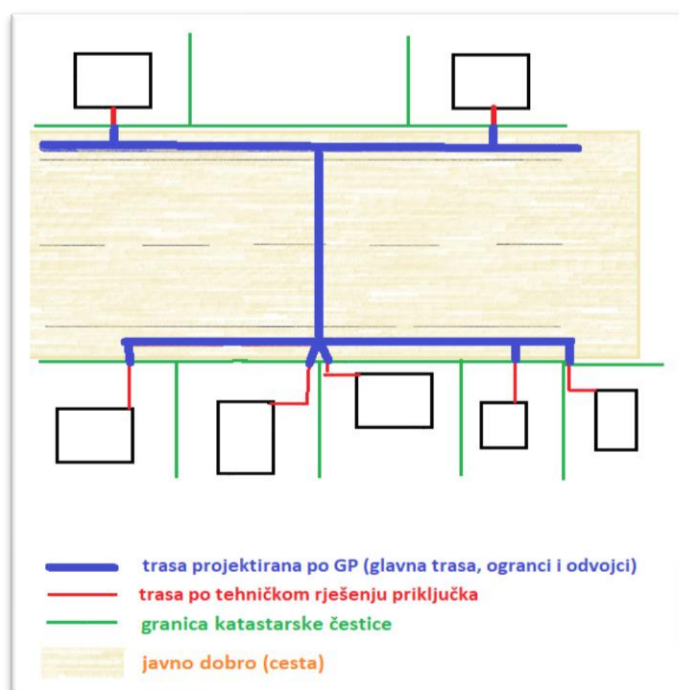 trasa projektirana po GP (glavna trasa, ogranci i odvojci)
trasa po tehničkom rješenju priključka
granica katastarske čestice
javno dobro (cesta)